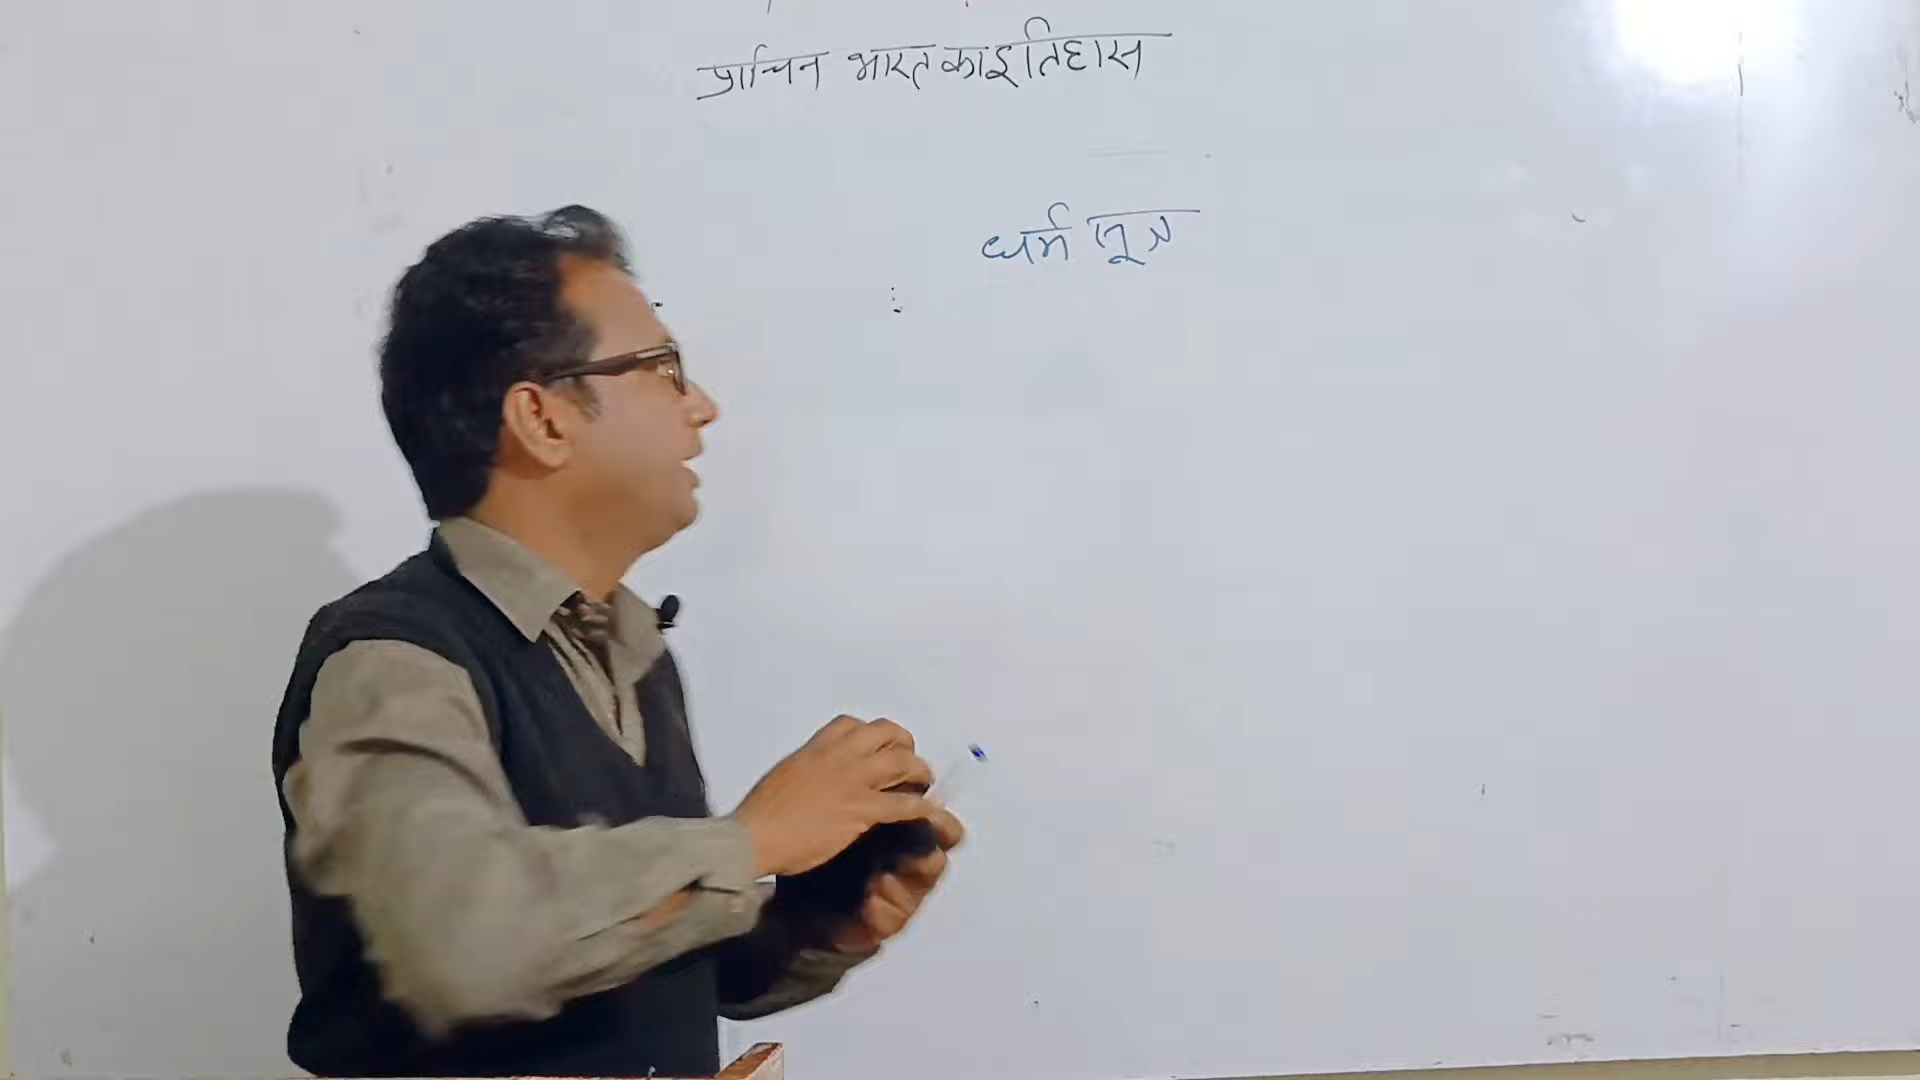 प्राचिन भारत का इतिहास
धर्म सूत्र